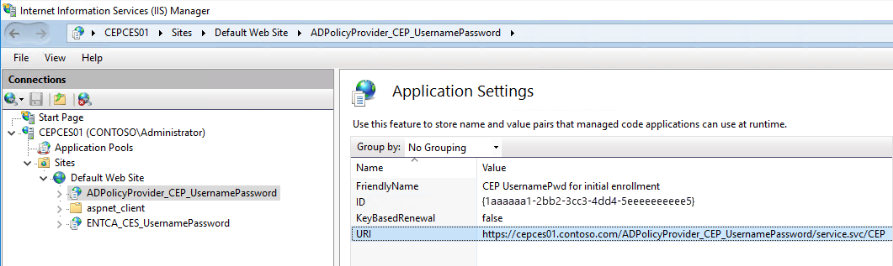 Internet Information Services (IIS) Manager
CEPCES01 Sites Default Web Site ADPolicyProvider_CEP_UsernamePassword
File View Help
Connections
Start Page
CEPCES01 (CONTOSO\Administrator)
Application Pools
Sites
Default Web Site
ADPolicyProvider_CEP_UsernamePassword
aspnet_client
ENTCA_CES_UsernamePassword
Application Settings
Use this feature to store name and value pairs that managed code applications can use at runtime.
Group by: No Grouping
Name Value
FriendlyName CEP UsernamePwd for initial enrollment
ID {1aaaaaa1-2bb2-3cc3-4dd4-5eeeeeeeeee5}
KeyBasedRenewal false
URI https://cepces01.contoso.com/ADPolicyProvider_CEP_UsernamePassword/service.svc/CEP